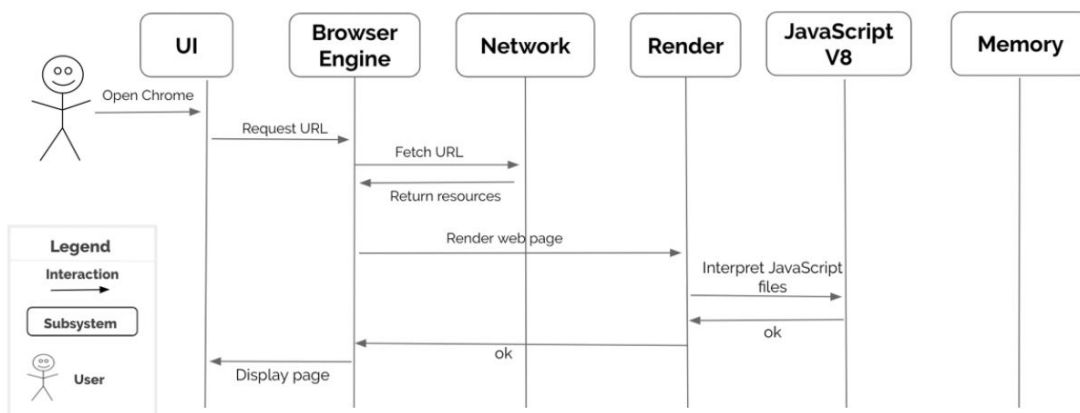 UI
Browser
Engine
Network
Render
JavaScript
V8
Memory
Open Chrome
Request URL
Fetch URL
Return resources
Render web page
Interpret JavaScript
files
ok
ok
Display page
Legend
Interaction
Subsystem
User